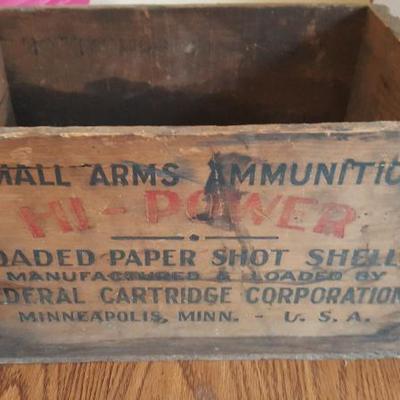 MALL ARMS AMMUNITIO
HI-POWER
OADED PAPER SHOT SHELL
MANUFACTURED & LOADED BY
EDERAL CARTRIDGE CORPORATION
MINNEAPOLIS, MINN. - U. S. A.